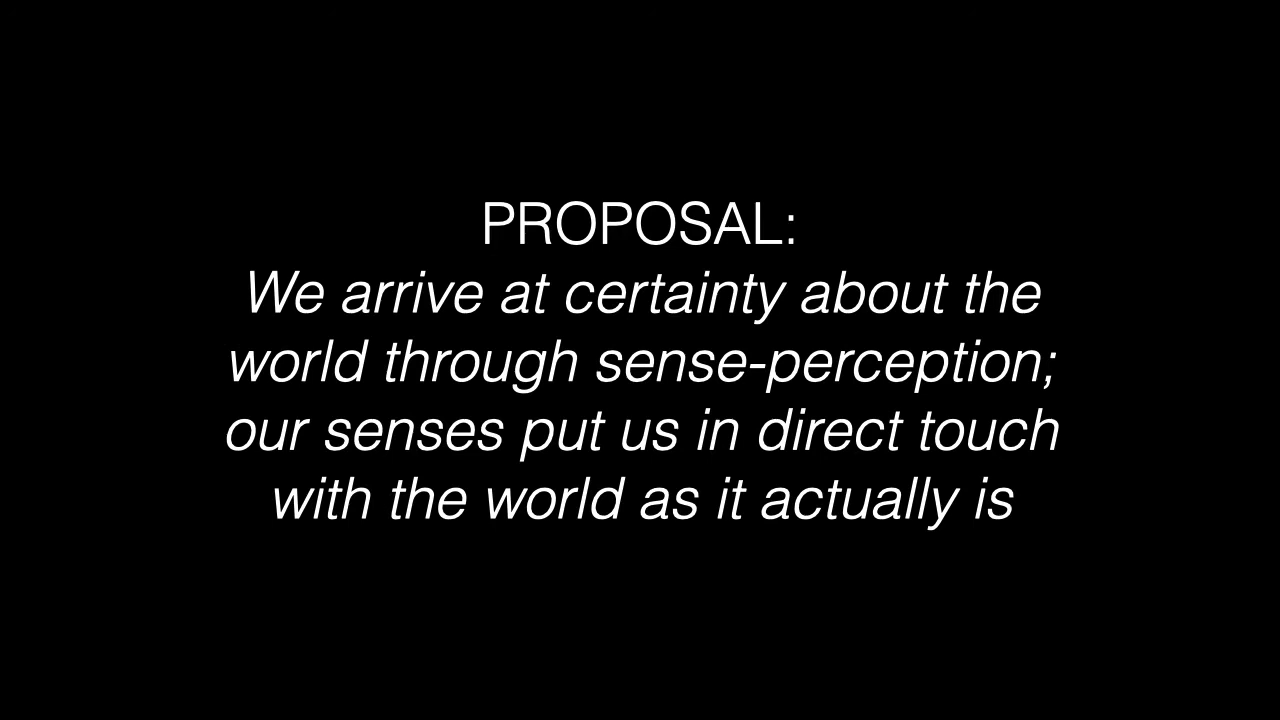 PROPOSAL:
We arrive at certainty about the
world through sense-perception;
our senses put us in direct touch
with the world as it actually is